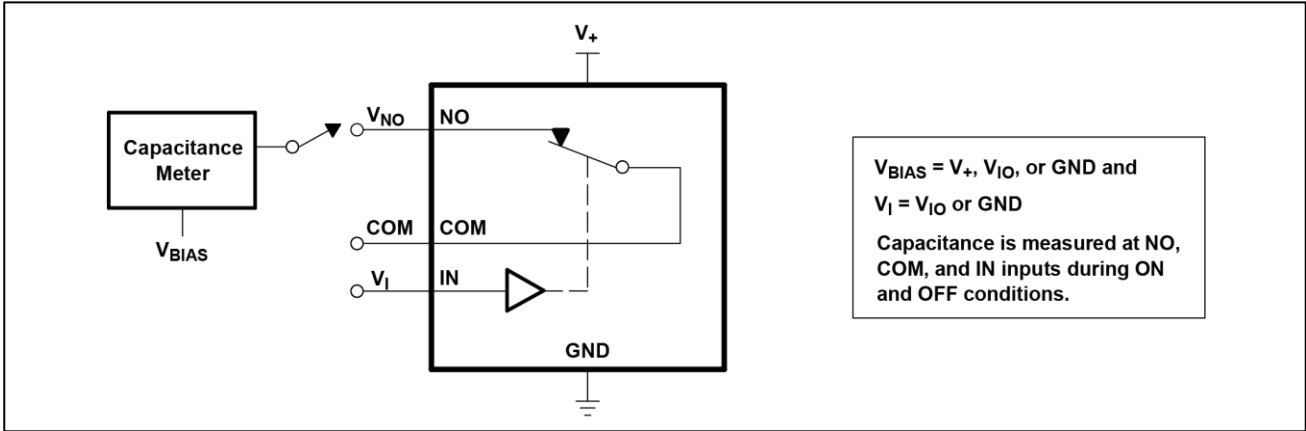 V+
Capacitance
Meter
VBIAS
VNO
NO
COM
COM
VI
IN
GND
VBIAS = V+, VIO, or GND and
VI = VIO or GND
Capacitance is measured at NO,
COM, and IN inputs during ON
and OFF conditions.